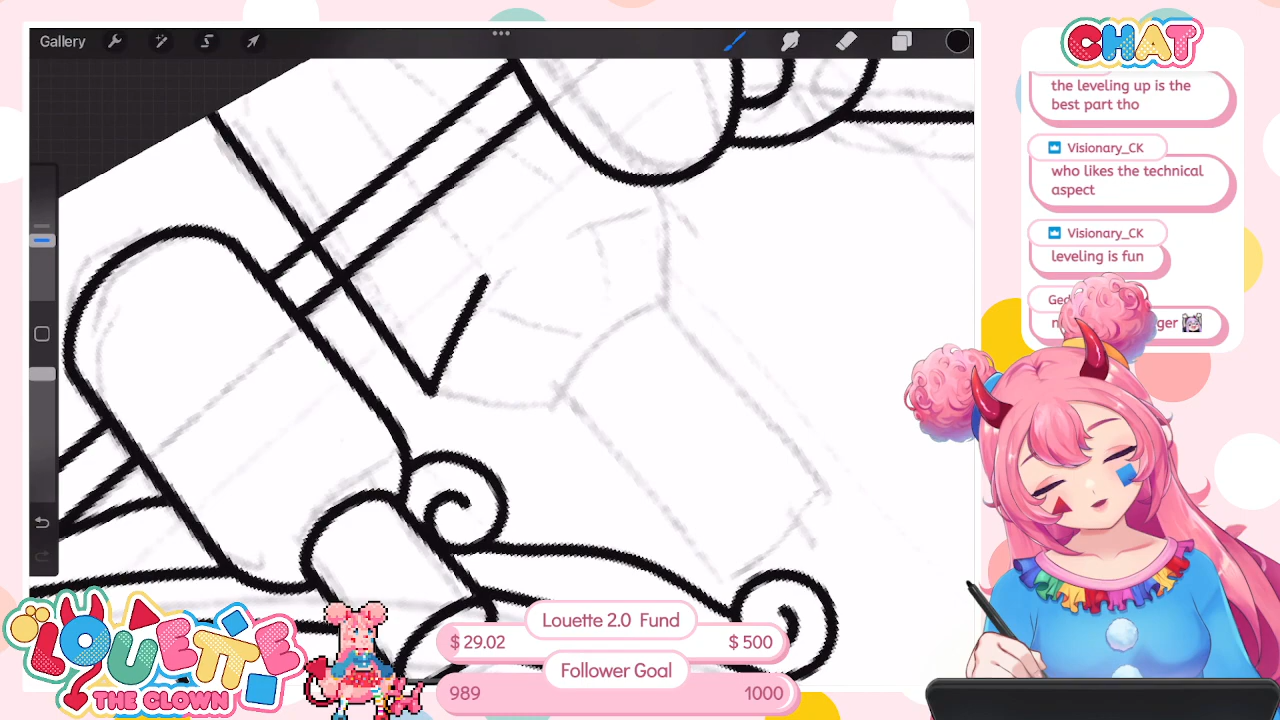 Gallery
CHAT
the leveling up is the
best part tho
Visionary_CK
who likes the technical
aspect
Visionary_CK
leveling is fun
LOUETTE
THE CLOWN
Louette 2.0 Fund
$ 29.02
$ 500
Follower Goal
989
1000